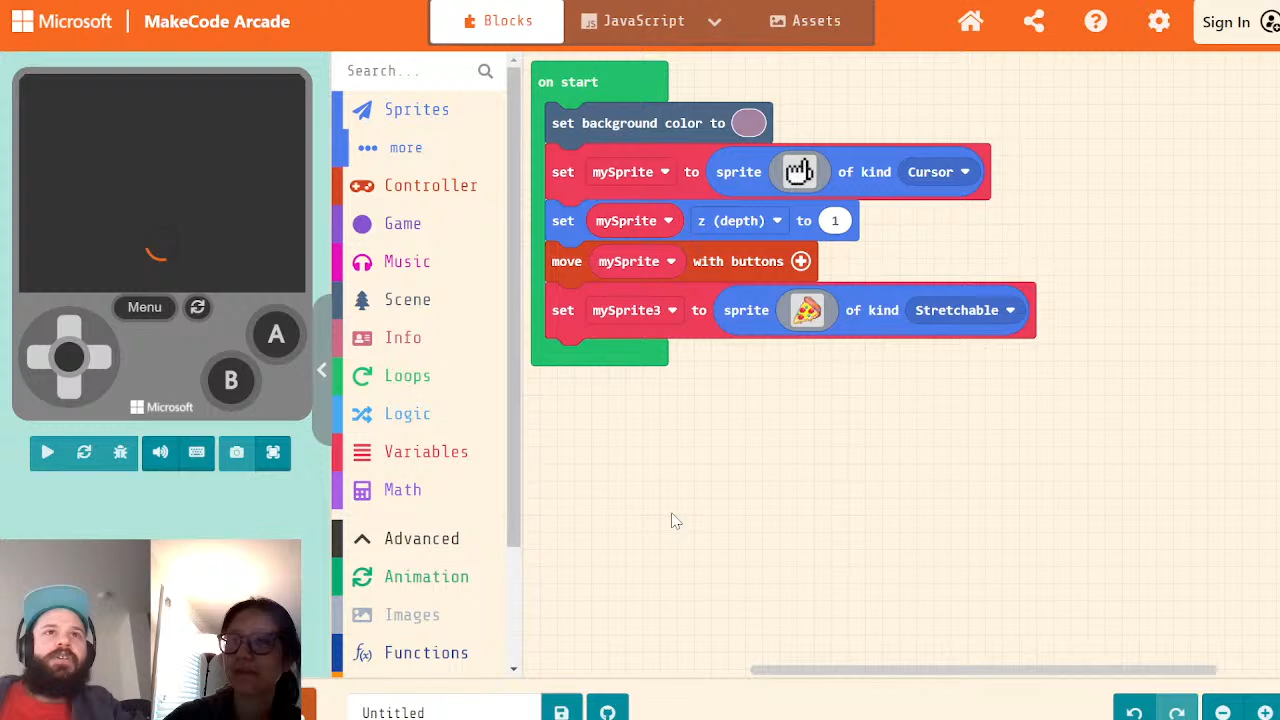 Microsoft | MakeCode Arcade
Blocks
JavaScript
Assets
Sign In
Menu
A
B
Microsoft
Search...
Sprites
more
Controller
Game
Music
Scene
Info
Loops
Logic
Variables
Math
Advanced
Animation
Images
Functions
on start
set background color to
set mySprite to sprite of kind Cursor
set mySprite z (depth) to 1
move mySprite with buttons
set mySprite3 to sprite of kind Stretchable
Untitled